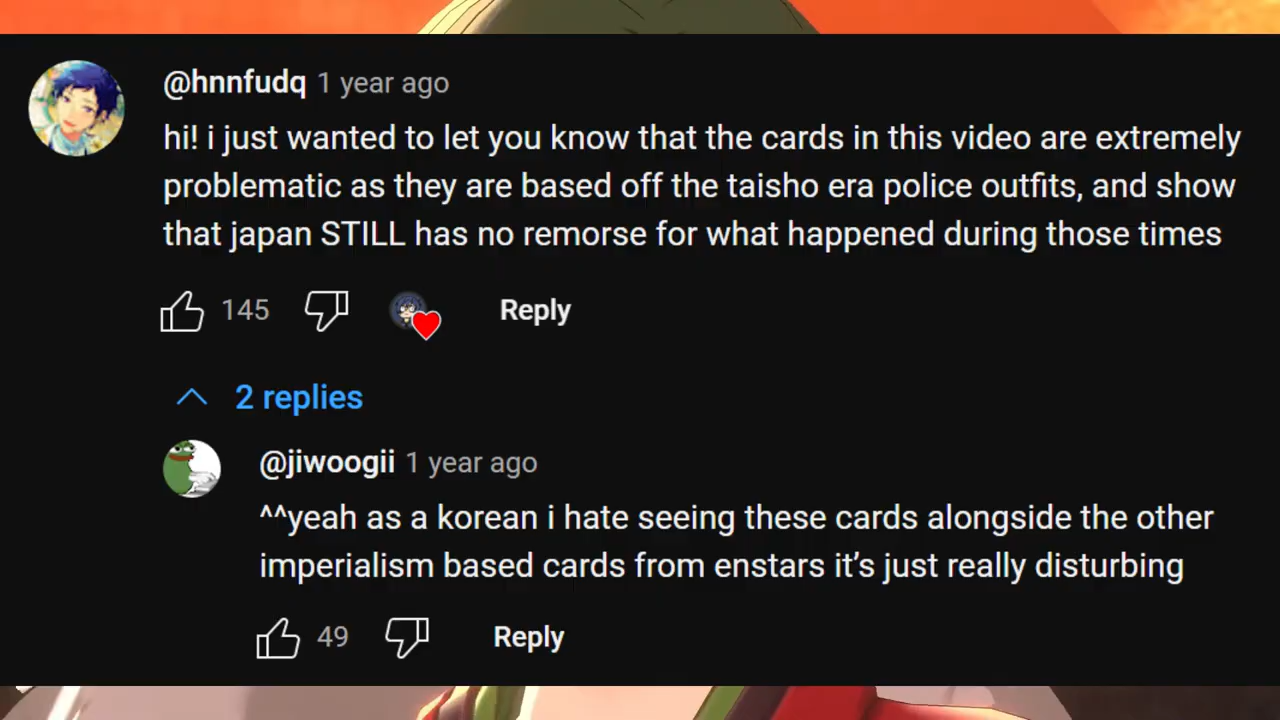 @hnnfudq 1 year ago
hi! i just wanted to let you know that the cards in this video are extremely
problematic as they are based off the taisho era police outfits, and show
that japan STILL has no remorse for what happened during those times
145 Reply
2 replies
@jiwoogii 1 year ago
^^yeah as a korean i hate seeing these cards alongside the other
imperialism based cards from enstars it’s just really disturbing
49 Reply